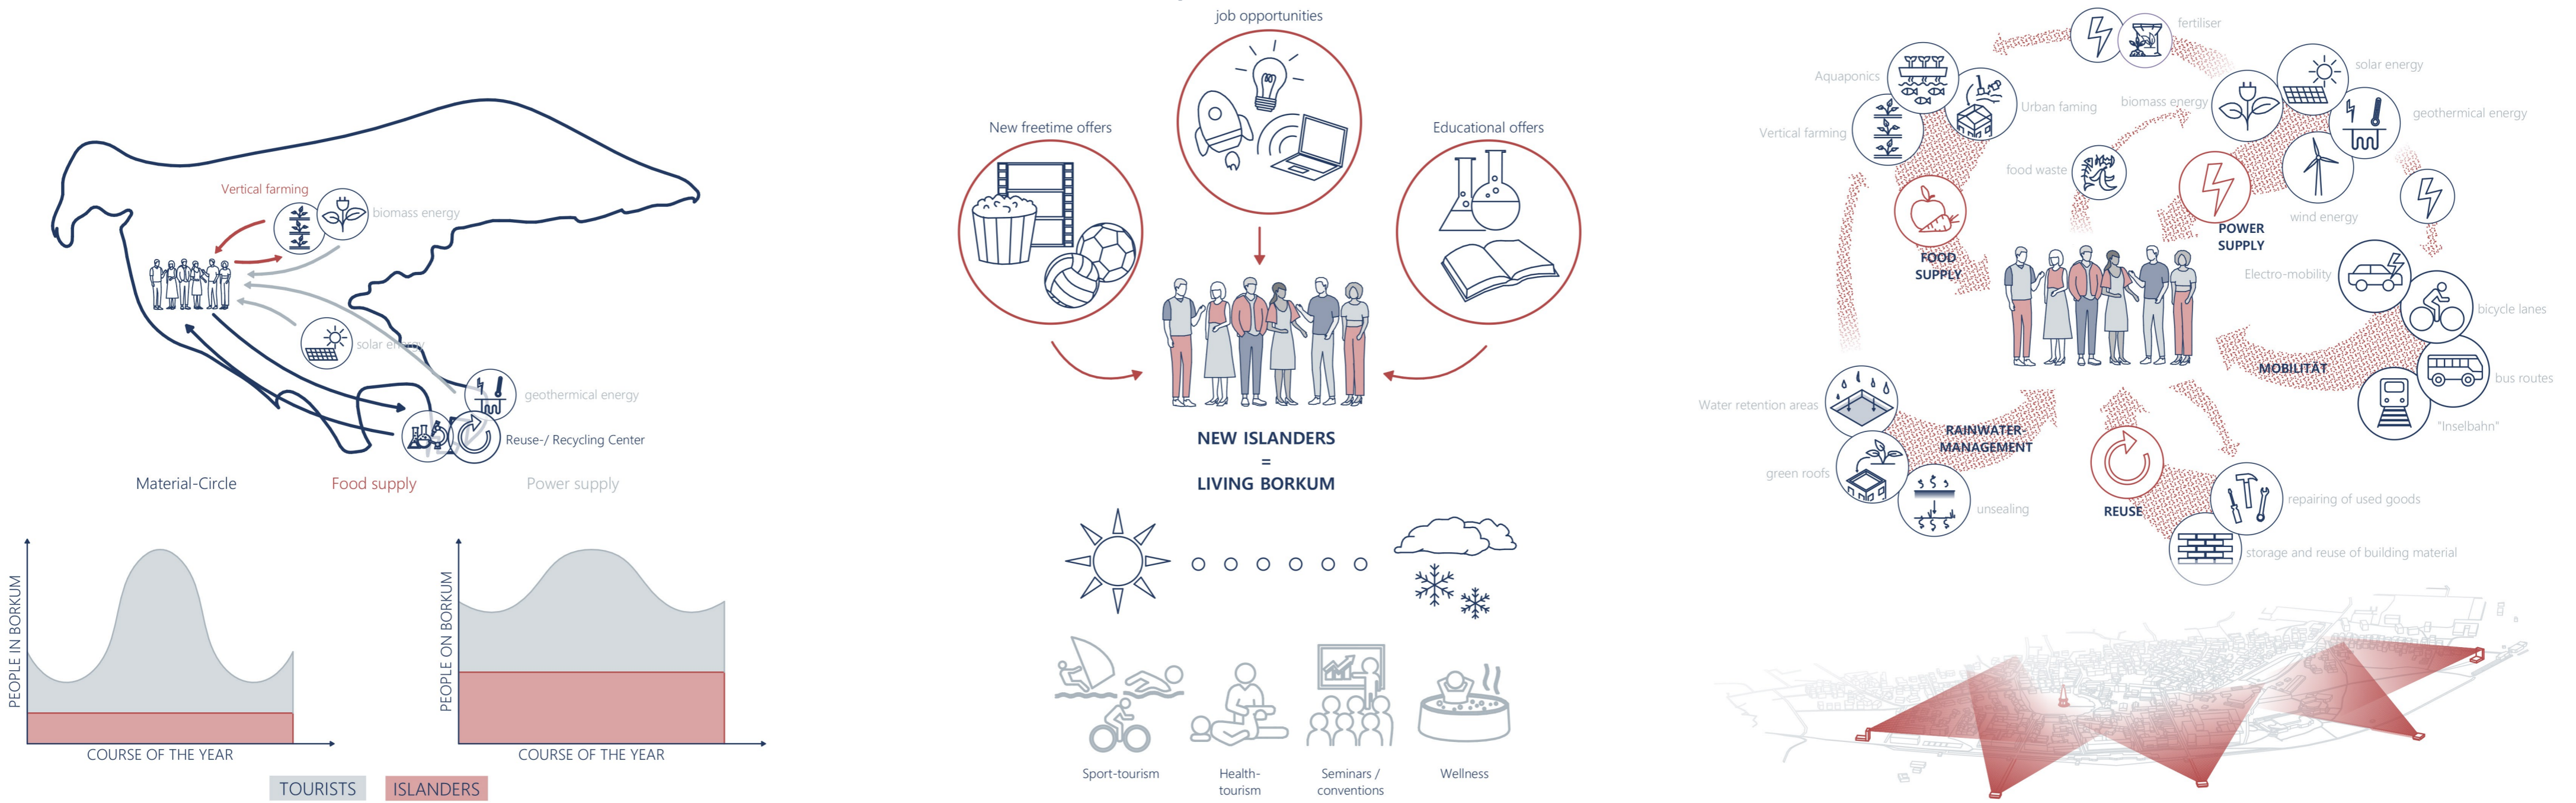 Vertical farming
biomass energy
solar energy
geothermical energy
Reuse-/ Recycling Center
Material-Circle
Food supply
Power supply
PEOPLE IN BORKUM
COURSE OF THE YEAR
PEOPLE ON BORKUM
COURSE OF THE YEAR
TOURISTS
ISLANDERS
job opportunities
New freetime offers
Educational offers
NEW ISLANDERS
=
LIVING BORKUM
Sport-tourism
Health-
tourism
Seminars /
conventions
Wellness
fertiliser
Aquaponics
Urban faming
Vertical farming
biomass energy
solar energy
geothermical energy
food waste
wind energy
POWER
SUPPLY
FOOD
SUPPLY
Electro-mobility
bicycle lanes
MOBILITÄT
bus routes
"Inselbahn"
Water retention areas
RAINWATER-
MANAGEMENT
green roofs
unsealing
REUSE
repairing of used goods
storage and reuse of building material